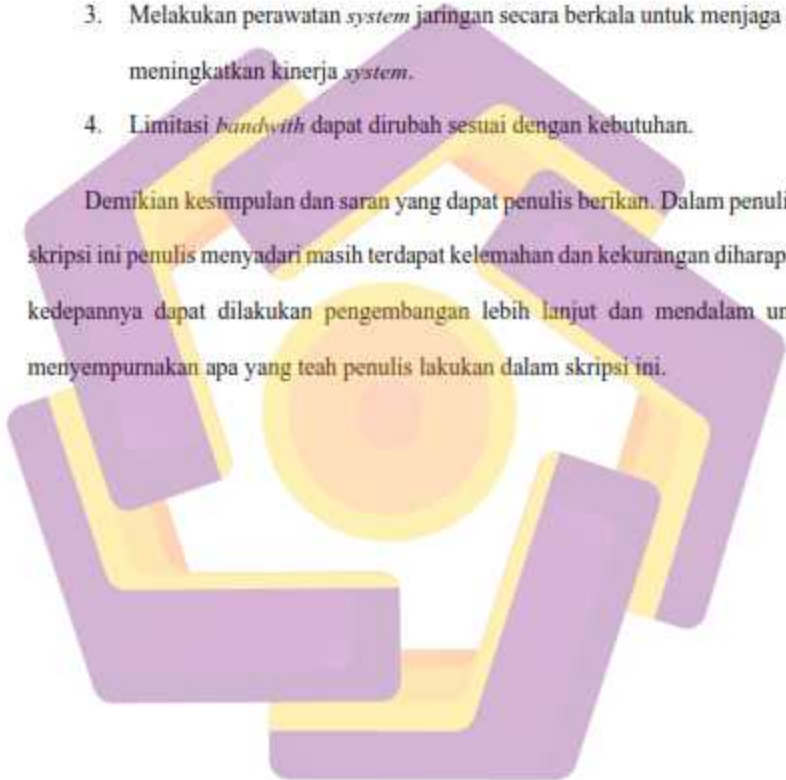 3. Melakukan perawatan system jaringan secara berkala untuk menjaga
meningkatkan kinerja system.
4. Limitasi bandwith dapat dirubah sesuai dengan kebutuhan.
Demikian kesimpulan dan saran yang dapat penulis berikan. Dalam penuli
skripsi ini penulis menyadari masih terdapat kelemahan dan kekurangan diharap
kedepannya dapat dilakukan pengembangan lebih lanjut dan mendalam un
menyempurnakan apa yang teah penulis lakukan dalam skripsi ini.